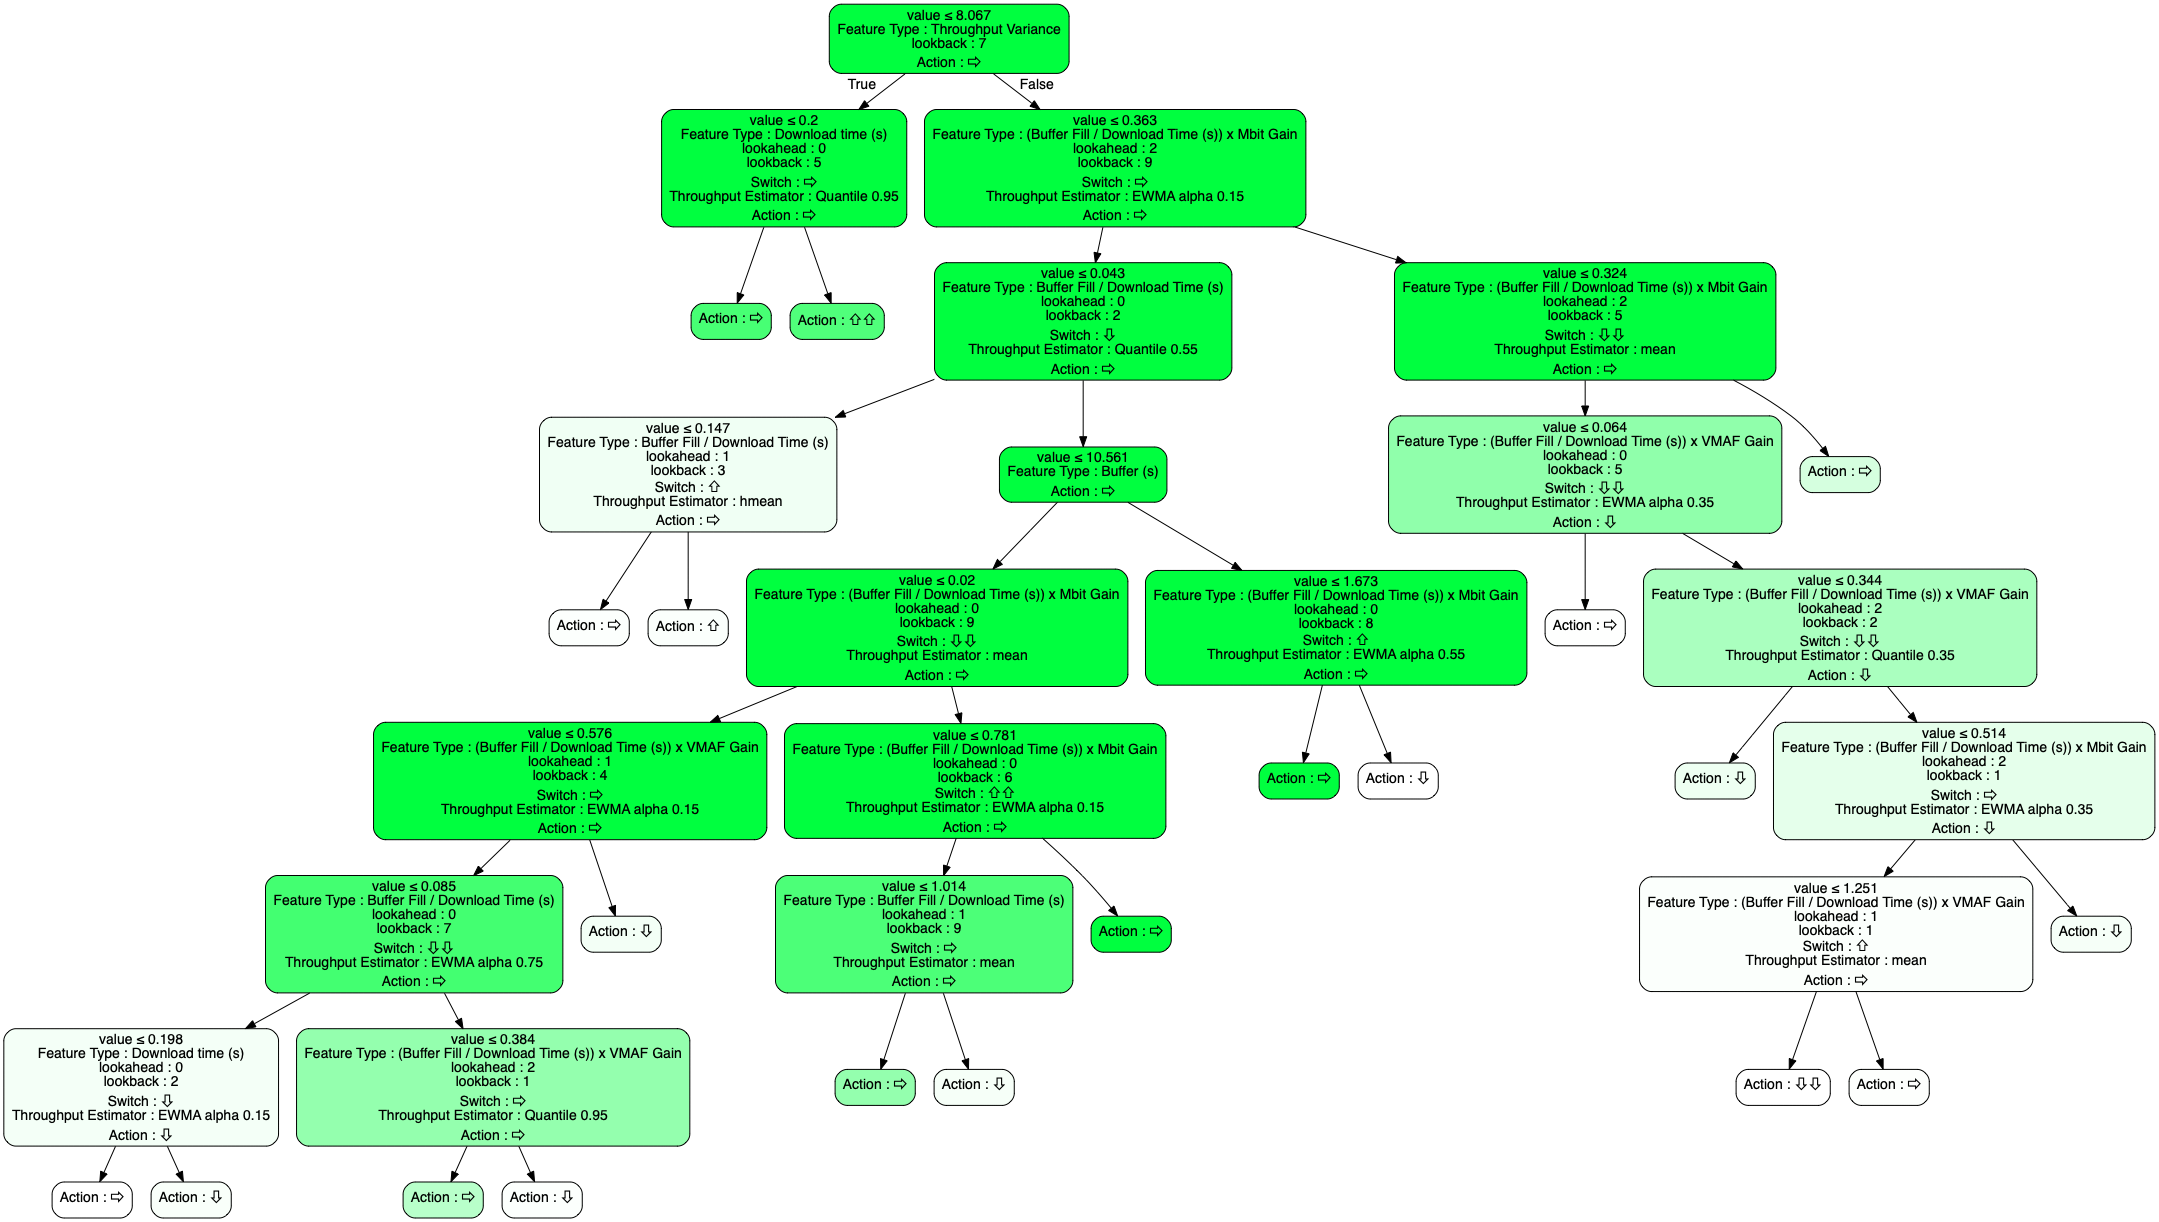 value ≤ 8.067
Feature Type : Throughput Variance
lookback : 7
Action : ⇨
True
False
value ≤ 0.2
Feature Type : Download time (s)
lookahead : 0
lookback : 5
Switch : ⇨
Throughput Estimator : Quantile 0.95
Action : ⇨
value ≤ 0.363
Feature Type : (Buffer Fill / Download Time (s)) x Mbit Gain
lookahead : 2
lookback : 9
Switch : ⇨
Throughput Estimator : EWMA alpha 0.15
Action : ⇨
Action : ⇨
Action : ⇧⇧
value ≤ 0.043
Feature Type : Buffer Fill / Download Time (s)
lookahead : 0
lookback : 2
Switch : ⇩
Throughput Estimator : Quantile 0.55
Action : ⇨
value ≤ 0.324
Feature Type : (Buffer Fill / Download Time (s)) x Mbit Gain
lookahead : 2
lookback : 5
Switch : ⇩⇩
Throughput Estimator : mean
Action : ⇨
value ≤ 0.147
Feature Type : Buffer Fill / Download Time (s)
lookahead : 1
lookback : 3
Switch : ⇧
Throughput Estimator : hmean
Action : ⇨
value ≤ 10.561
Feature Type : Buffer (s)
Action : ⇨
value ≤ 0.064
Feature Type : (Buffer Fill / Download Time (s)) x VMAF Gain
lookahead : 0
lookback : 5
Switch : ⇩⇩
Throughput Estimator : EWMA alpha 0.35
Action : ⇩
Action : ⇨
Action : ⇨
Action : ⇧
value ≤ 0.02
Feature Type : (Buffer Fill / Download Time (s)) x Mbit Gain
lookahead : 0
lookback : 9
Switch : ⇩⇩
Throughput Estimator : mean
Action : ⇨
value ≤ 1.673
Feature Type : (Buffer Fill / Download Time (s)) x Mbit Gain
lookahead : 0
lookback : 8
Switch : ⇧
Throughput Estimator : EWMA alpha 0.55
Action : ⇨
Action : ⇨
value ≤ 0.344
Feature Type : (Buffer Fill / Download Time (s)) x VMAF Gain
lookahead : 2
lookback : 2
Switch : ⇩⇩
Throughput Estimator : Quantile 0.35
Action : ⇩
value ≤ 0.576
Feature Type : (Buffer Fill / Download Time (s)) x VMAF Gain
lookahead : 1
lookback : 4
Switch : ⇨
Throughput Estimator : EWMA alpha 0.15
Action : ⇨
value ≤ 0.781
Feature Type : (Buffer Fill / Download Time (s)) x Mbit Gain
lookahead : 0
lookback : 6
Switch : ⇧⇧
Throughput Estimator : EWMA alpha 0.15
Action : ⇨
Action : ⇨
Action : ⇩
Action : ⇩
value ≤ 0.514
Feature Type : (Buffer Fill / Download Time (s)) x Mbit Gain
lookahead : 2
lookback : 1
Switch : ⇨
Throughput Estimator : EWMA alpha 0.35
Action : ⇩
value ≤ 0.085
Feature Type : Buffer Fill / Download Time (s)
lookahead : 0
lookback : 7
Switch : ⇩⇩
Throughput Estimator : EWMA alpha 0.75
Action : ⇨
Action : ⇩
value ≤ 1.014
Feature Type : Buffer Fill / Download Time (s)
lookahead : 1
lookback : 9
Switch : ⇨
Throughput Estimator : mean
Action : ⇨
Action : ⇨
value ≤ 1.251
Feature Type : (Buffer Fill / Download Time (s)) x VMAF Gain
lookahead : 1
lookback : 1
Switch : ⇧
Throughput Estimator : mean
Action : ⇨
Action : ⇩
value ≤ 0.198
Feature Type : Download time (s)
lookahead : 0
lookback : 2
Switch : ⇩
Throughput Estimator : EWMA alpha 0.15
Action : ⇩
value ≤ 0.384
Feature Type : (Buffer Fill / Download Time (s)) x VMAF Gain
lookahead : 2
lookback : 1
Switch : ⇨
Throughput Estimator : Quantile 0.95
Action : ⇨
Action : ⇨
Action : ⇩
Action : ⇩⇩
Action : ⇨
Action : ⇨
Action : ⇩
Action : ⇨
Action : ⇩